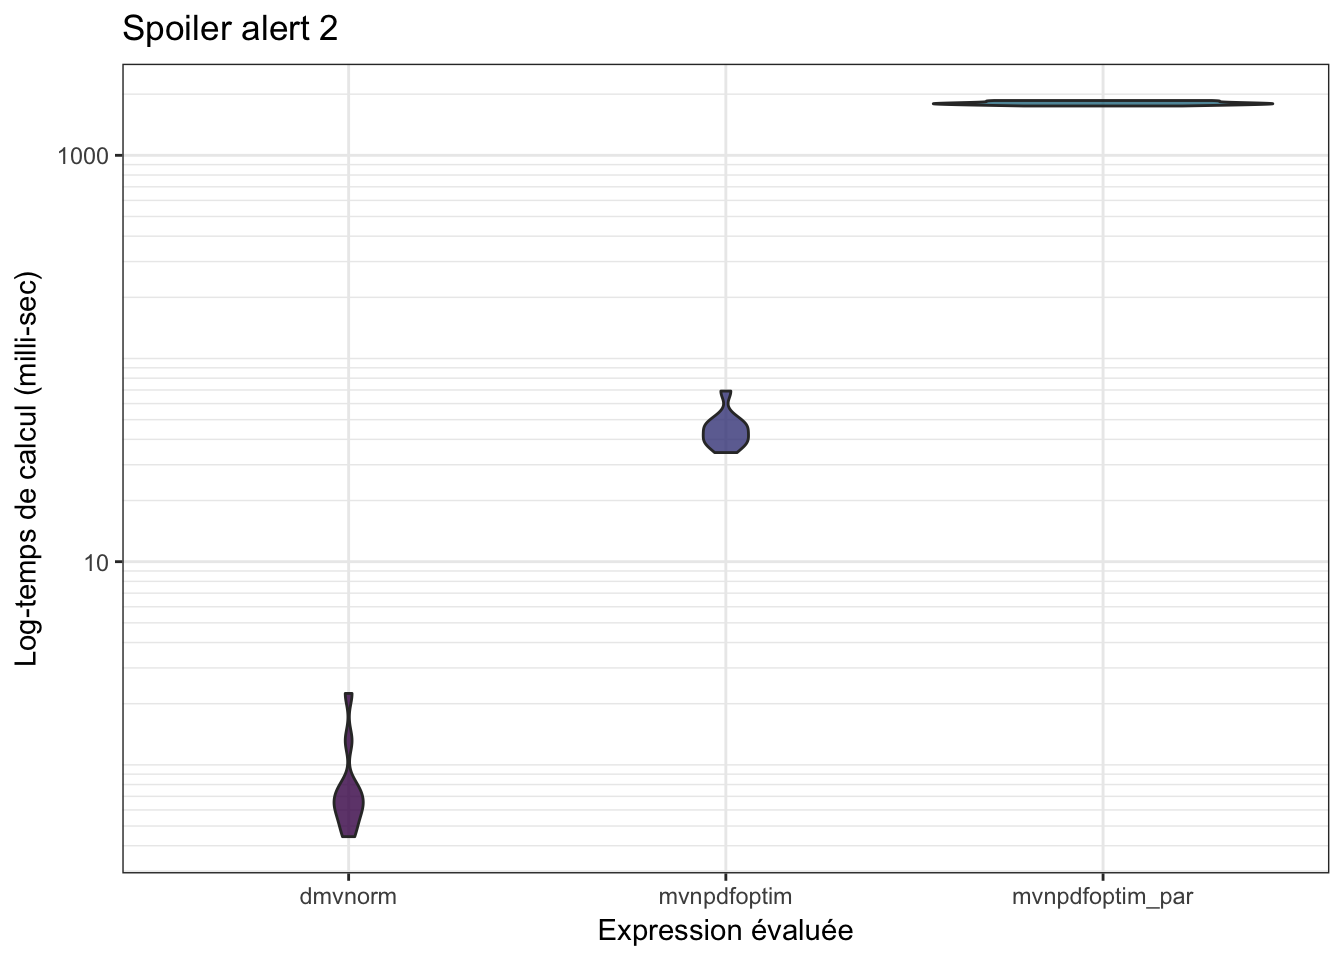 Spoiler alert 2
Log-temps de calcul (milli-sec)
1000
10
dmvnorm
mvnpdfoptim
mvnpdfoptim_par
Expression évaluée